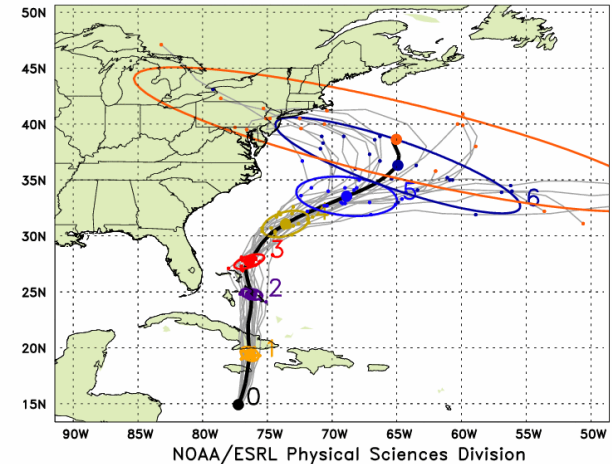 50N
45N
40N
35N
30N
25N
20N
15N
0
1
2
3
5
6
90W 85W 80W 75W 70W 65W 60W 55W 50W
NOAA/ESRL Physical Sciences Division